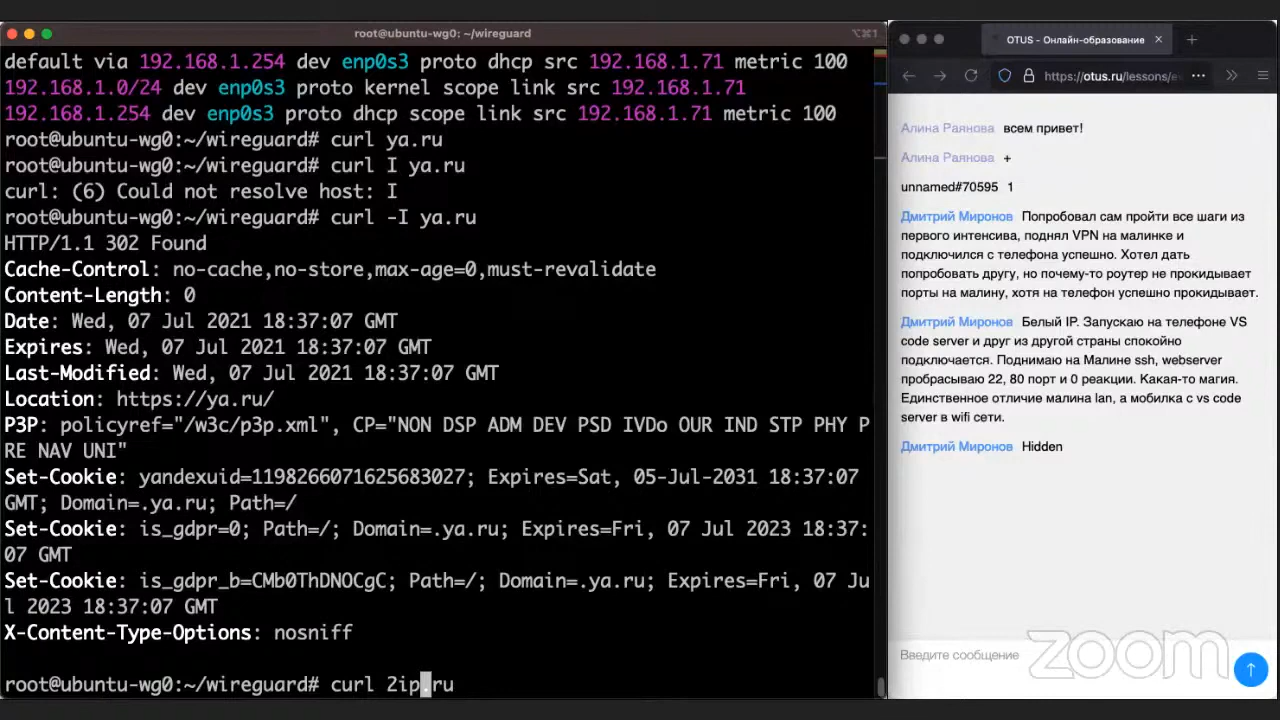 root@ubuntu-wg0: ~/wireguard
⌥⌘1
default via 192.168.1.254 dev enp0s3 proto dhcp src 192.168.1.71 metric 100
192.168.1.0/24 dev enp0s3 proto kernel scope link src 192.168.1.71
192.168.1.254 dev enp0s3 proto dhcp scope link src 192.168.1.71 metric 100
root@ubuntu-wg0:~/wireguard# curl ya.ru
root@ubuntu-wg0:~/wireguard# curl I ya.ru
curl: (6) Could not resolve host: I
root@ubuntu-wg0:~/wireguard# curl -I ya.ru
HTTP/1.1 302 Found
Cache-Control: no-cache,no-store,max-age=0,must-revalidate
Content-Length: 0
Date: Wed, 07 Jul 2021 18:37:07 GMT
Expires: Wed, 07 Jul 2021 18:37:07 GMT
Last-Modified: Wed, 07 Jul 2021 18:37:07 GMT
Location: https://ya.ru/
P3P: policyref="/w3c/p3p.xml", CP="NON DSP ADM DEV PSD IVDo OUR IND STP PHY P
RE NAV UNI"
Set-Cookie: yandexuid=1198266071625683027; Expires=Sat, 05-Jul-2031 18:37:07
GMT; Domain=.ya.ru; Path=/
Set-Cookie: is_gdpr=0; Path=/; Domain=.ya.ru; Expires=Fri, 07 Jul 2023 18:37:
07 GMT
Set-Cookie: is_gdpr_b=CMb0ThDNOCgC; Path=/; Domain=.ya.ru; Expires=Fri, 07 Ju
l 2023 18:37:07 GMT
X-Content-Type-Options: nosniff
root@ubuntu-wg0:~/wireguard# curl 2ip.ru
OTUS - Онлайн-образование
https://otus.ru/lessons/e
Алина Раянова всем привет!
Алина Раянова +
unnamed#70595 1
Дмитрий Миронов Попробовал сам пройти все шаги из
первого интенсива, поднял VPN на малинке и
подключился с телефона успешно. Хотел дать
попробовать другу, но почему-то роутер не прокидывает
порты на малину, хотя на телефон успешно прокидывает.
Дмитрий Миронов Белый IP. Запускаю на телефоне VS
code server и друг из другой страны спокойно
подключается. Поднимаю на Малине ssh, webserver
пробрасываю 22, 80 порт и 0 реакции. Какая-то магия.
Единственное отличие малина lan, а мобилка с vs code
server в wifi сети.
Дмитрий Миронов Hidden
Введите сообщение
zoom